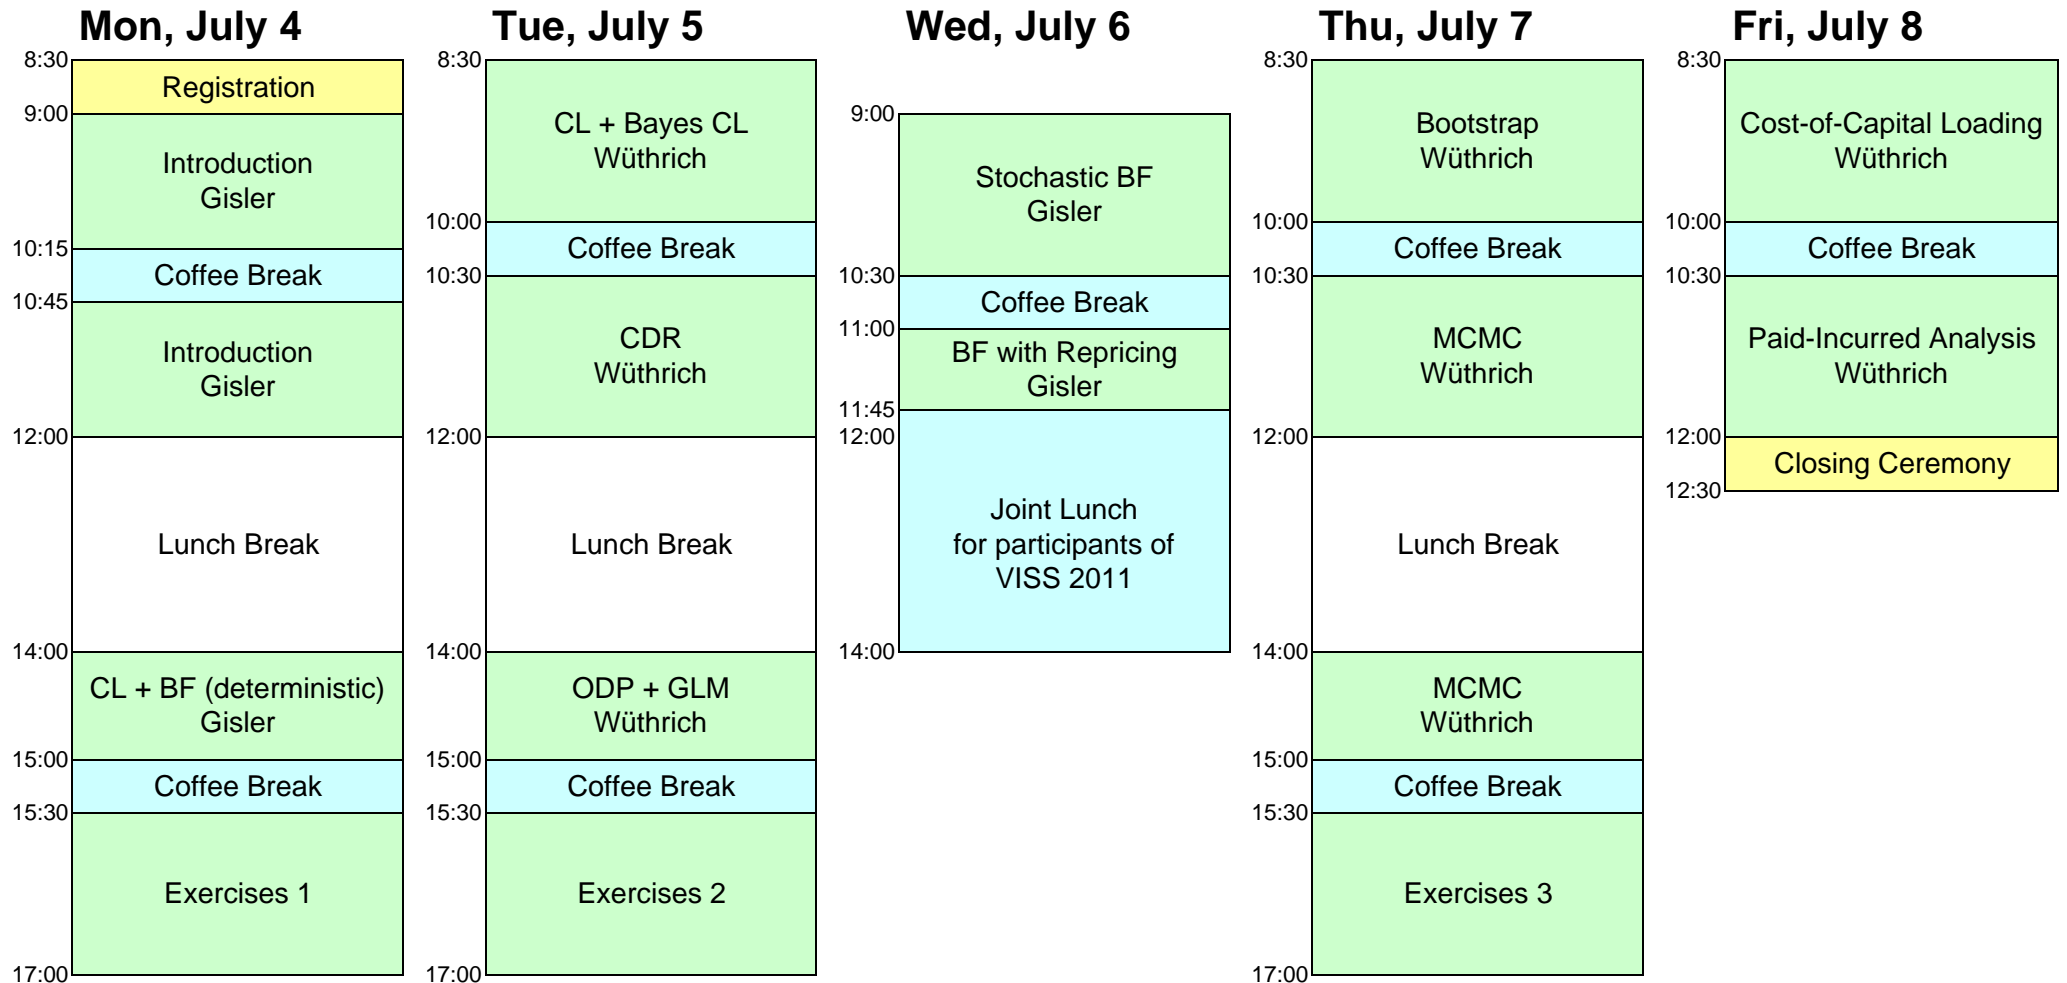 Mon, July 4
8:30
Registration
9:00
Introduction
Gisler
10:15
Coffee Break
10:45
Introduction
Gisler
12:00
Lunch Break
14:00
CL + BF (deterministic)
Gisler
15:00
Coffee Break
15:30
Exercises 1
17:00
Tue, July 5
8:30
CL + Bayes CL
Wüthrich
10:00
Coffee Break
10:30
CDR
Wüthrich
12:00
Lunch Break
14:00
ODP + GLM
Wüthrich
15:00
Coffee Break
15:30
Exercises 2
17:00
Wed, July 6
9:00
Stochastic BF
Gisler
10:30
Coffee Break
11:00
BF with Repricing
Gisler
11:45
12:00
Joint Lunch
for participants of
VISS 2011
14:00
Thu, July 7
8:30
Bootstrap
Wüthrich
10:00
Coffee Break
10:30
MCMC
Wüthrich
12:00
Lunch Break
14:00
MCMC
Wüthrich
15:00
Coffee Break
15:30
Exercises 3
17:00
Fri, July 8
8:30
Cost-of-Capital Loading
Wüthrich
10:00
Coffee Break
10:30
Paid-Incurred Analysis
Wüthrich
12:00
Closing Ceremony
12:30